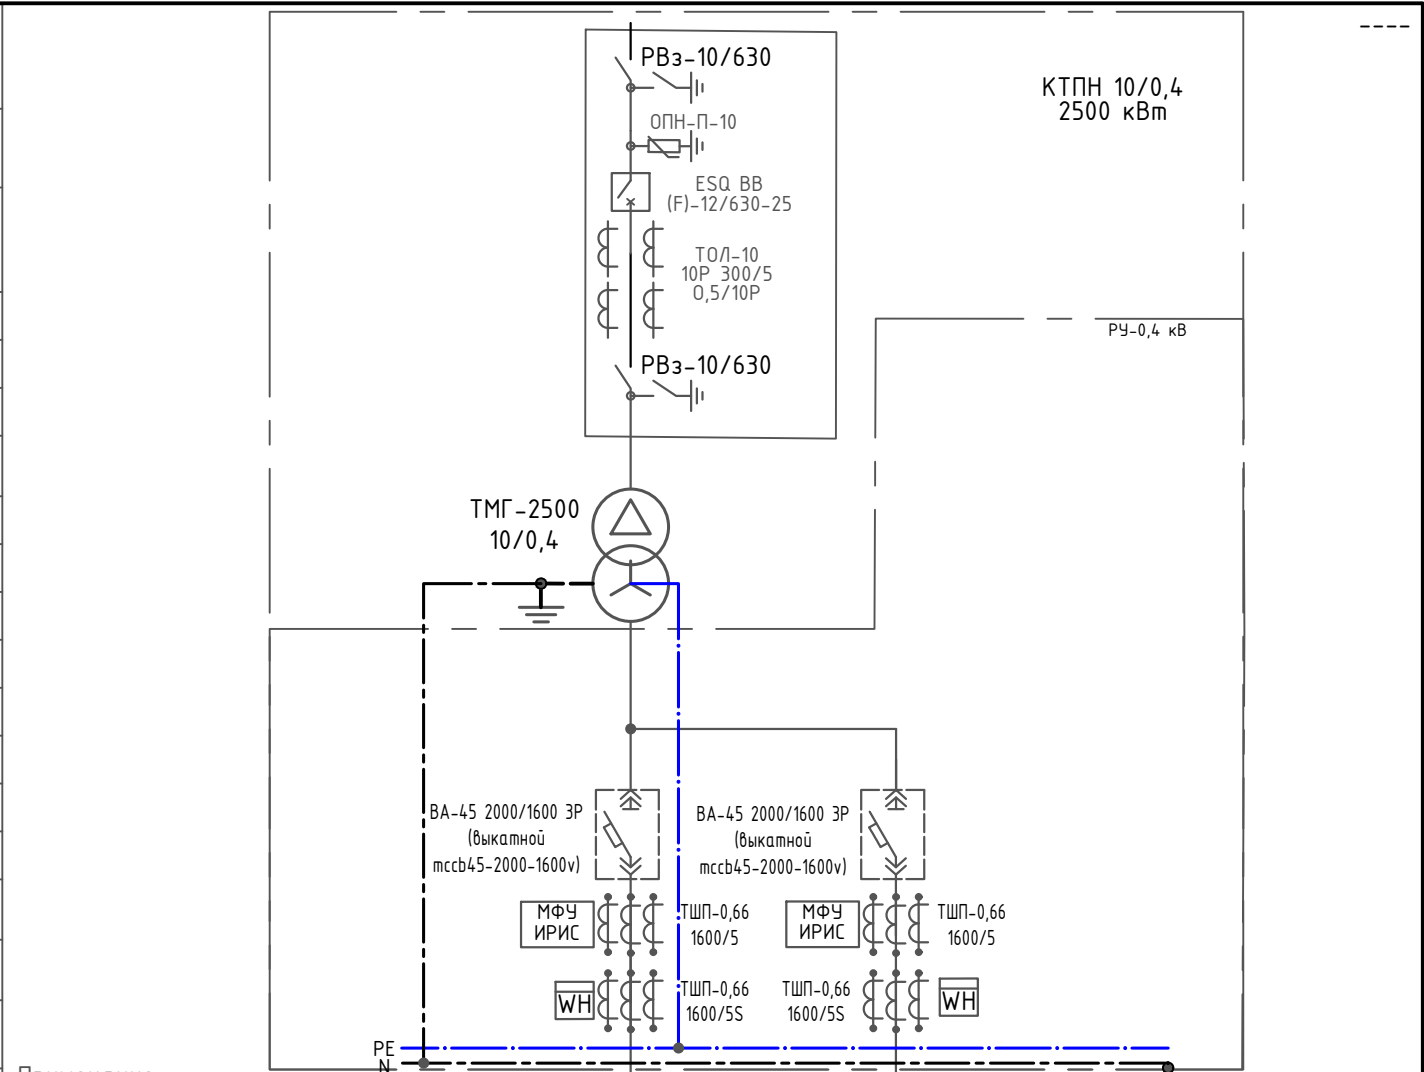 РВз-10/630
КТПН 10/0,4
2500 кВт
ОПН-П-10
ESQ ВВ
(F)-12/630-25
ТОЛ-10
10Р 300/5
0,5/10Р
РУ-0,4 кВ
РВз-10/630
ТМГ-2500
10/0,4
ВА-45 2000/1600 3Р
(выкатной
mccb45-2000-1600v)
ВА-45 2000/1600 3Р
(выкатной
mccb45-2000-1600v)
МФУ
ИРИС
ТШП-0,66
1600/5
МФУ
ИРИС
ТШП-0,66
1600/5
WH
ТШП-0,66
1600/5S
ТШП-0,66
1600/5S
WH
PE
N